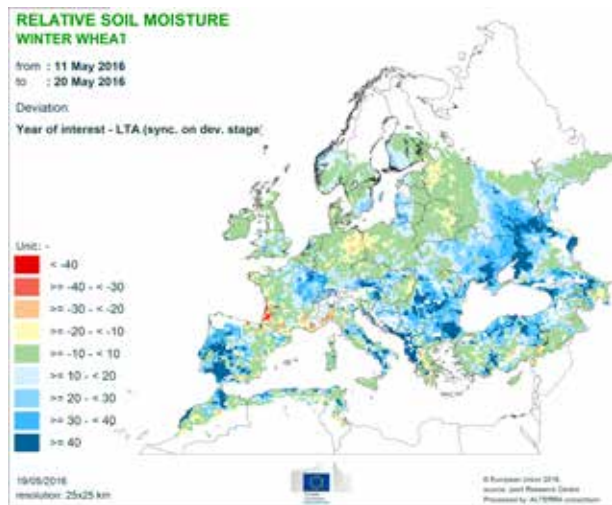 RELATIVE SOIL MOISTURE
WINTER WHEAT
from : 11 May 2016
to : 20 May 2016
Deviation:
Year of interest - LTA (sync. on dev. stage)
Unit: -
< -40
>= -40 - < -30
>= -30 - < -20
>= -20 - < -10
>= -10 - < 10
>= 10 - < 20
>= 20 - < 30
>= 30 - < 40
>= 40
19/05/2016
resolution: 25x25 km
© European Union 2016
source: Joint Research Centre
Processed by ALTERRA consortium